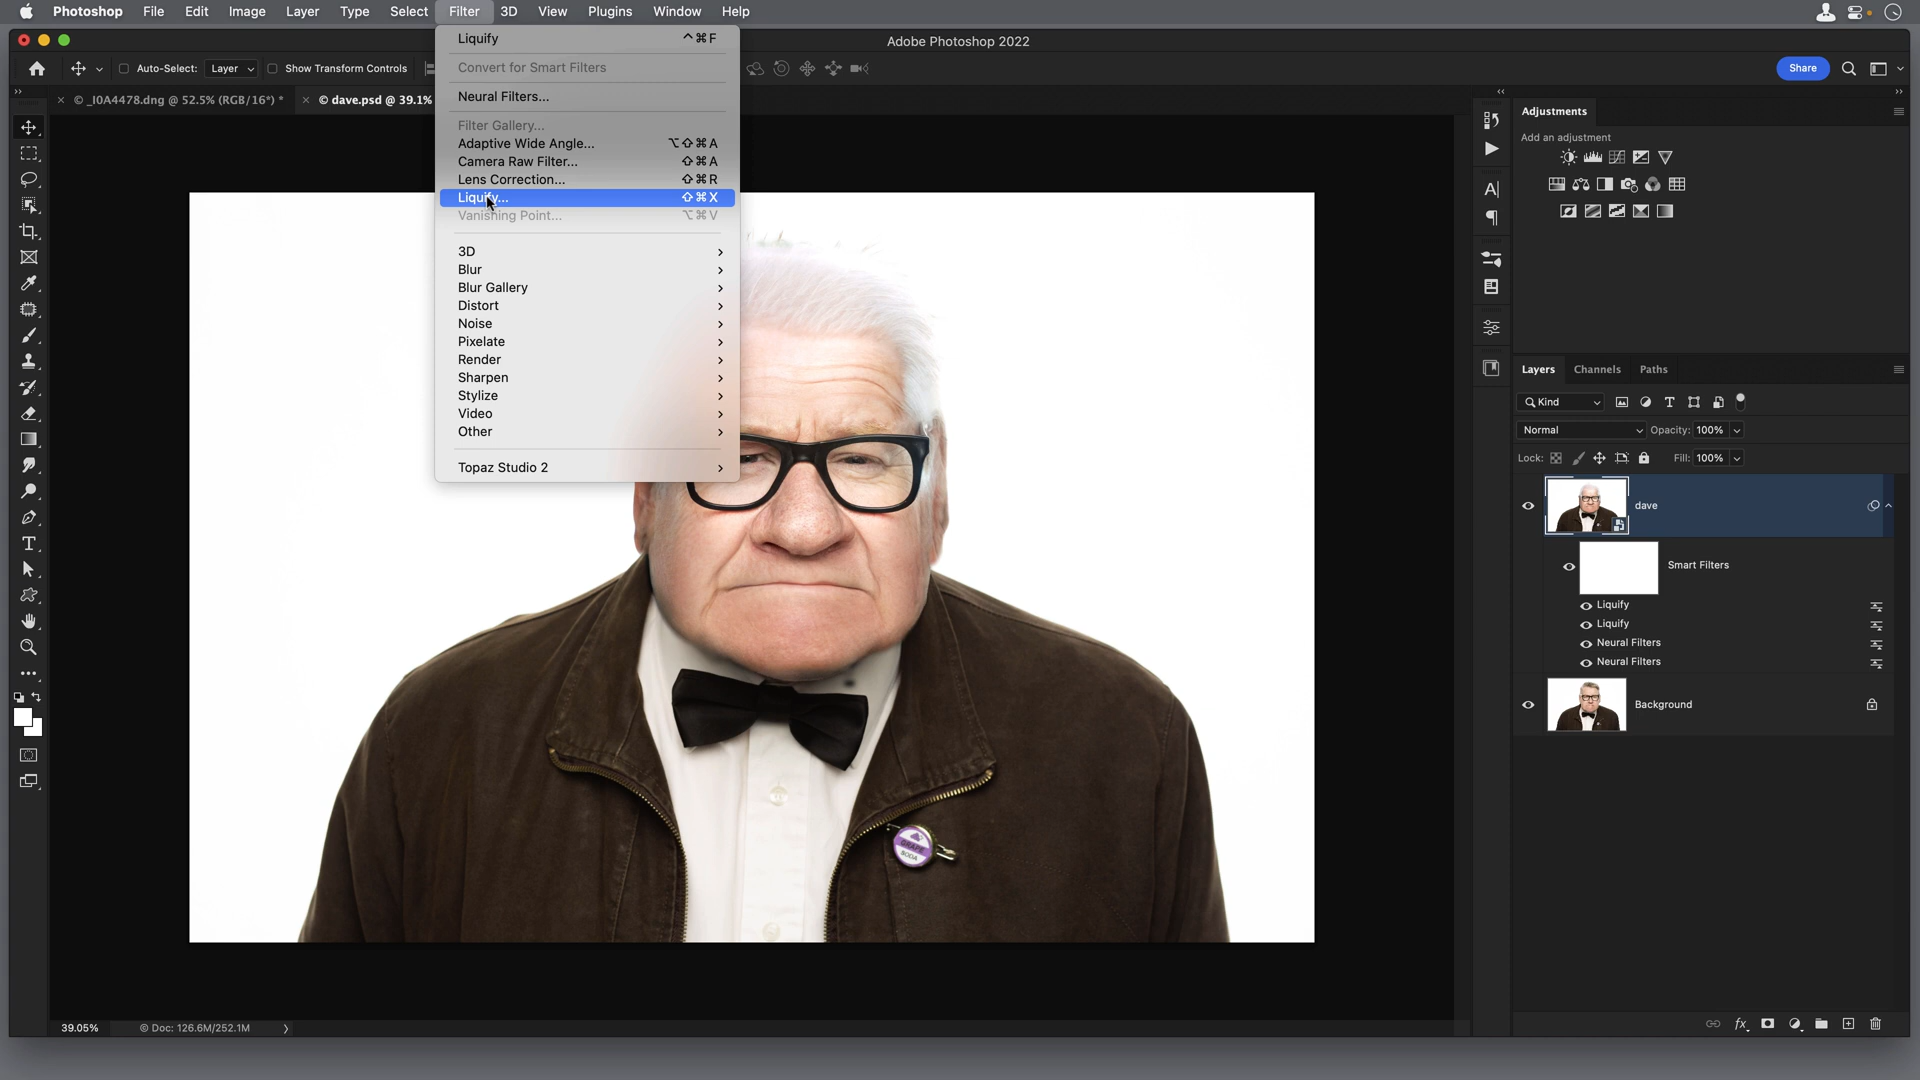 Photoshop File Edit Image Layer Type Select Filter 3D View Plugins Window Help
Adobe Photoshop 2022
Auto-Select: Layer Show Transform Controls
Share
© _I0A4478.dng @ 52.5% (RGB/16*) *
© dave.psd @ 39.1%
Liquify ^⌘F
Convert for Smart Filters
Neural Filters...
Filter Gallery...
Adaptive Wide Angle... ⌥⇧⌘A
Camera Raw Filter... ⇧⌘A
Lens Correction... ⇧⌘R
Liquify... ⇧⌘X
Vanishing Point... ⌥⌘V
3D
Blur
Blur Gallery
Distort
Noise
Pixelate
Render
Sharpen
Stylize
Video
Other
Topaz Studio 2
GRAPE
SODA
39.05% © Doc: 126.6M/252.1M
Adjustments
Add an adjustment
Layers Channels Paths
Kind
Normal Opacity: 100%
Lock: Fill: 100%
dave
Smart Filters
Liquify
Liquify
Neural Filters
Neural Filters
Background
fx